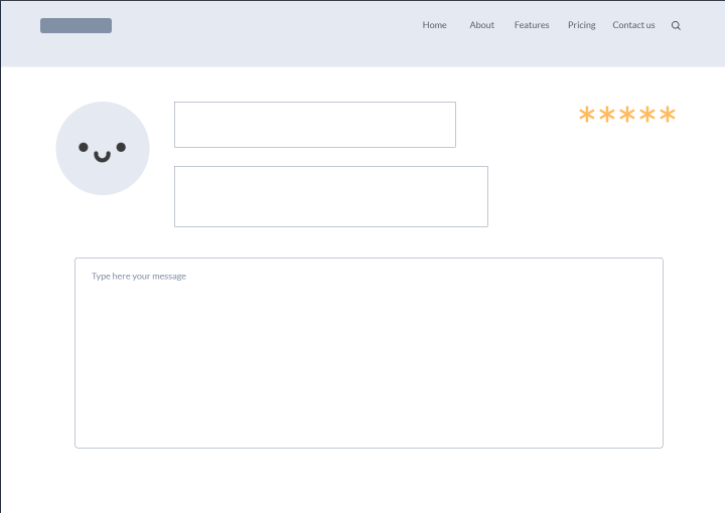 Home About Features Pricing Contact us
*****
Type here your message